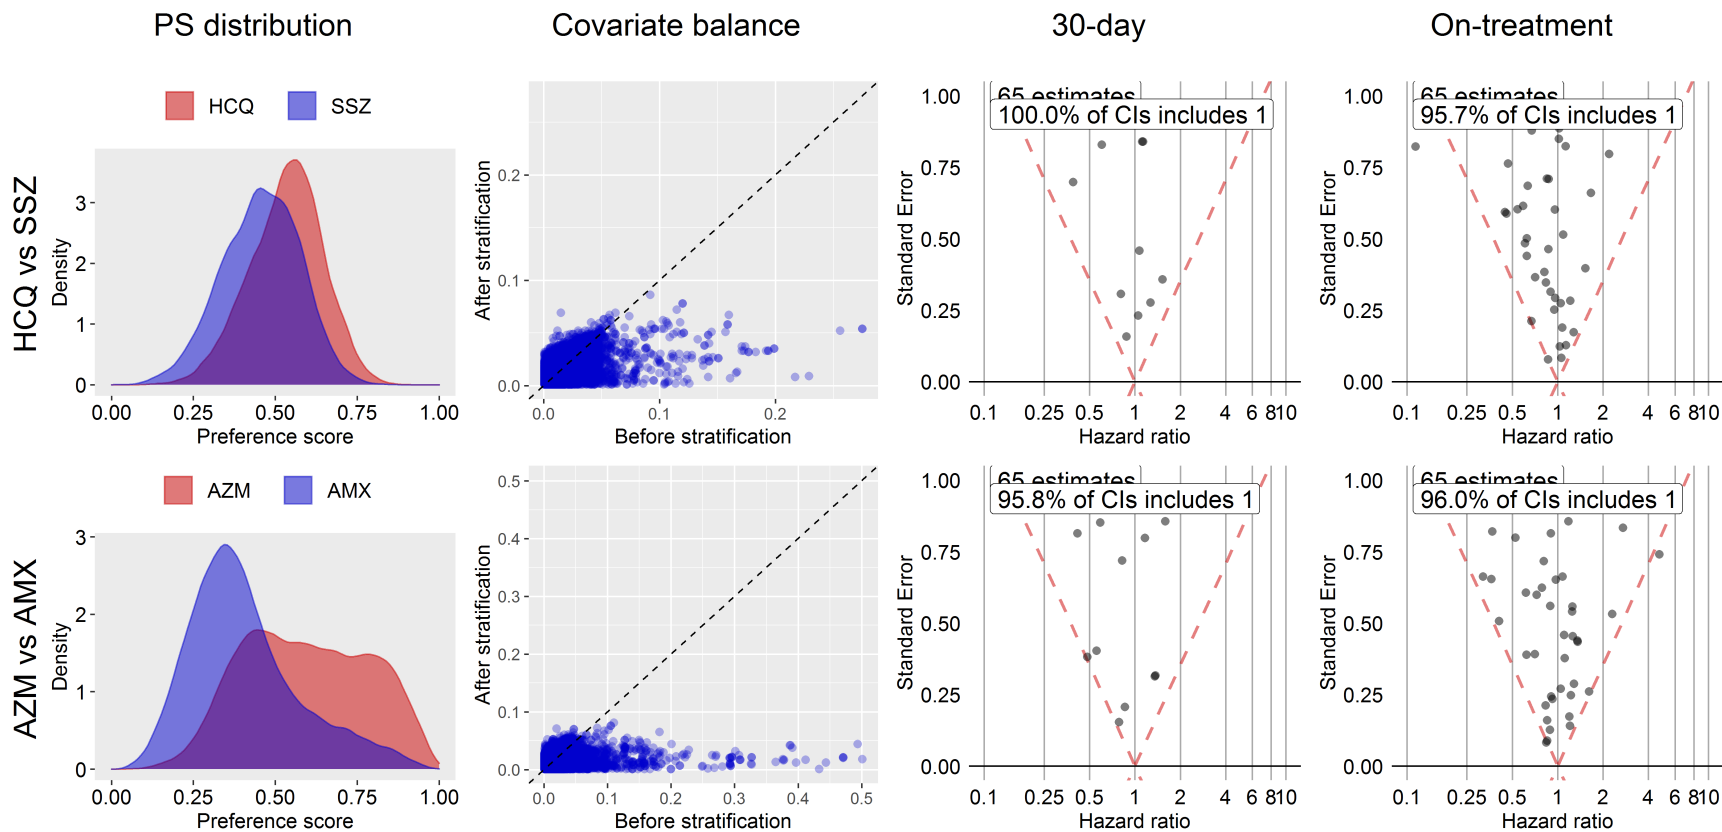 PS distribution
Covariate balance
30-day
On-treatment
HCQ vs SSZ
HCQ
SSZ
Density
3
2
1
0
0.00
0.25
0.50
0.75
1.00
Preference score
After stratification
0.2
0.1
0.0
0.0
0.1
0.2
Before stratification
65 estimates
100.0% of CIs includes 1
Standard Error
1.00
0.75
0.50
0.25
0.00
0.1
0.25
0.5
1
2
4
6
8
10
Hazard ratio
65 estimates
95.7% of CIs includes 1
Standard Error
1.00
0.75
0.50
0.25
0.00
0.1
0.25
0.5
1
2
4
6
8
10
Hazard ratio
AZM vs AMX
AZM
AMX
Density
3
2
1
0
0.00
0.25
0.50
0.75
1.00
Preference score
After stratification
0.5
0.4
0.3
0.2
0.1
0.0
0.0
0.1
0.2
0.3
0.4
0.5
Before stratification
65 estimates
95.8% of CIs includes 1
Standard Error
1.00
0.75
0.50
0.25
0.00
0.1
0.25
0.5
1
2
4
6
8
10
Hazard ratio
65 estimates
96.0% of CIs includes 1
Standard Error
1.00
0.75
0.50
0.25
0.00
0.1
0.25
0.5
1
2
4
6
8
10
Hazard ratio